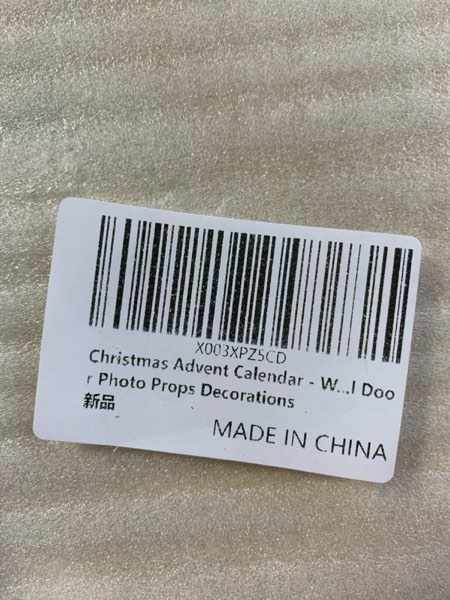 X003XPZ5CD
Christmas Advent Calendar - W...l Doo
r Photo Props Decorations
新品
MADE IN CHINA